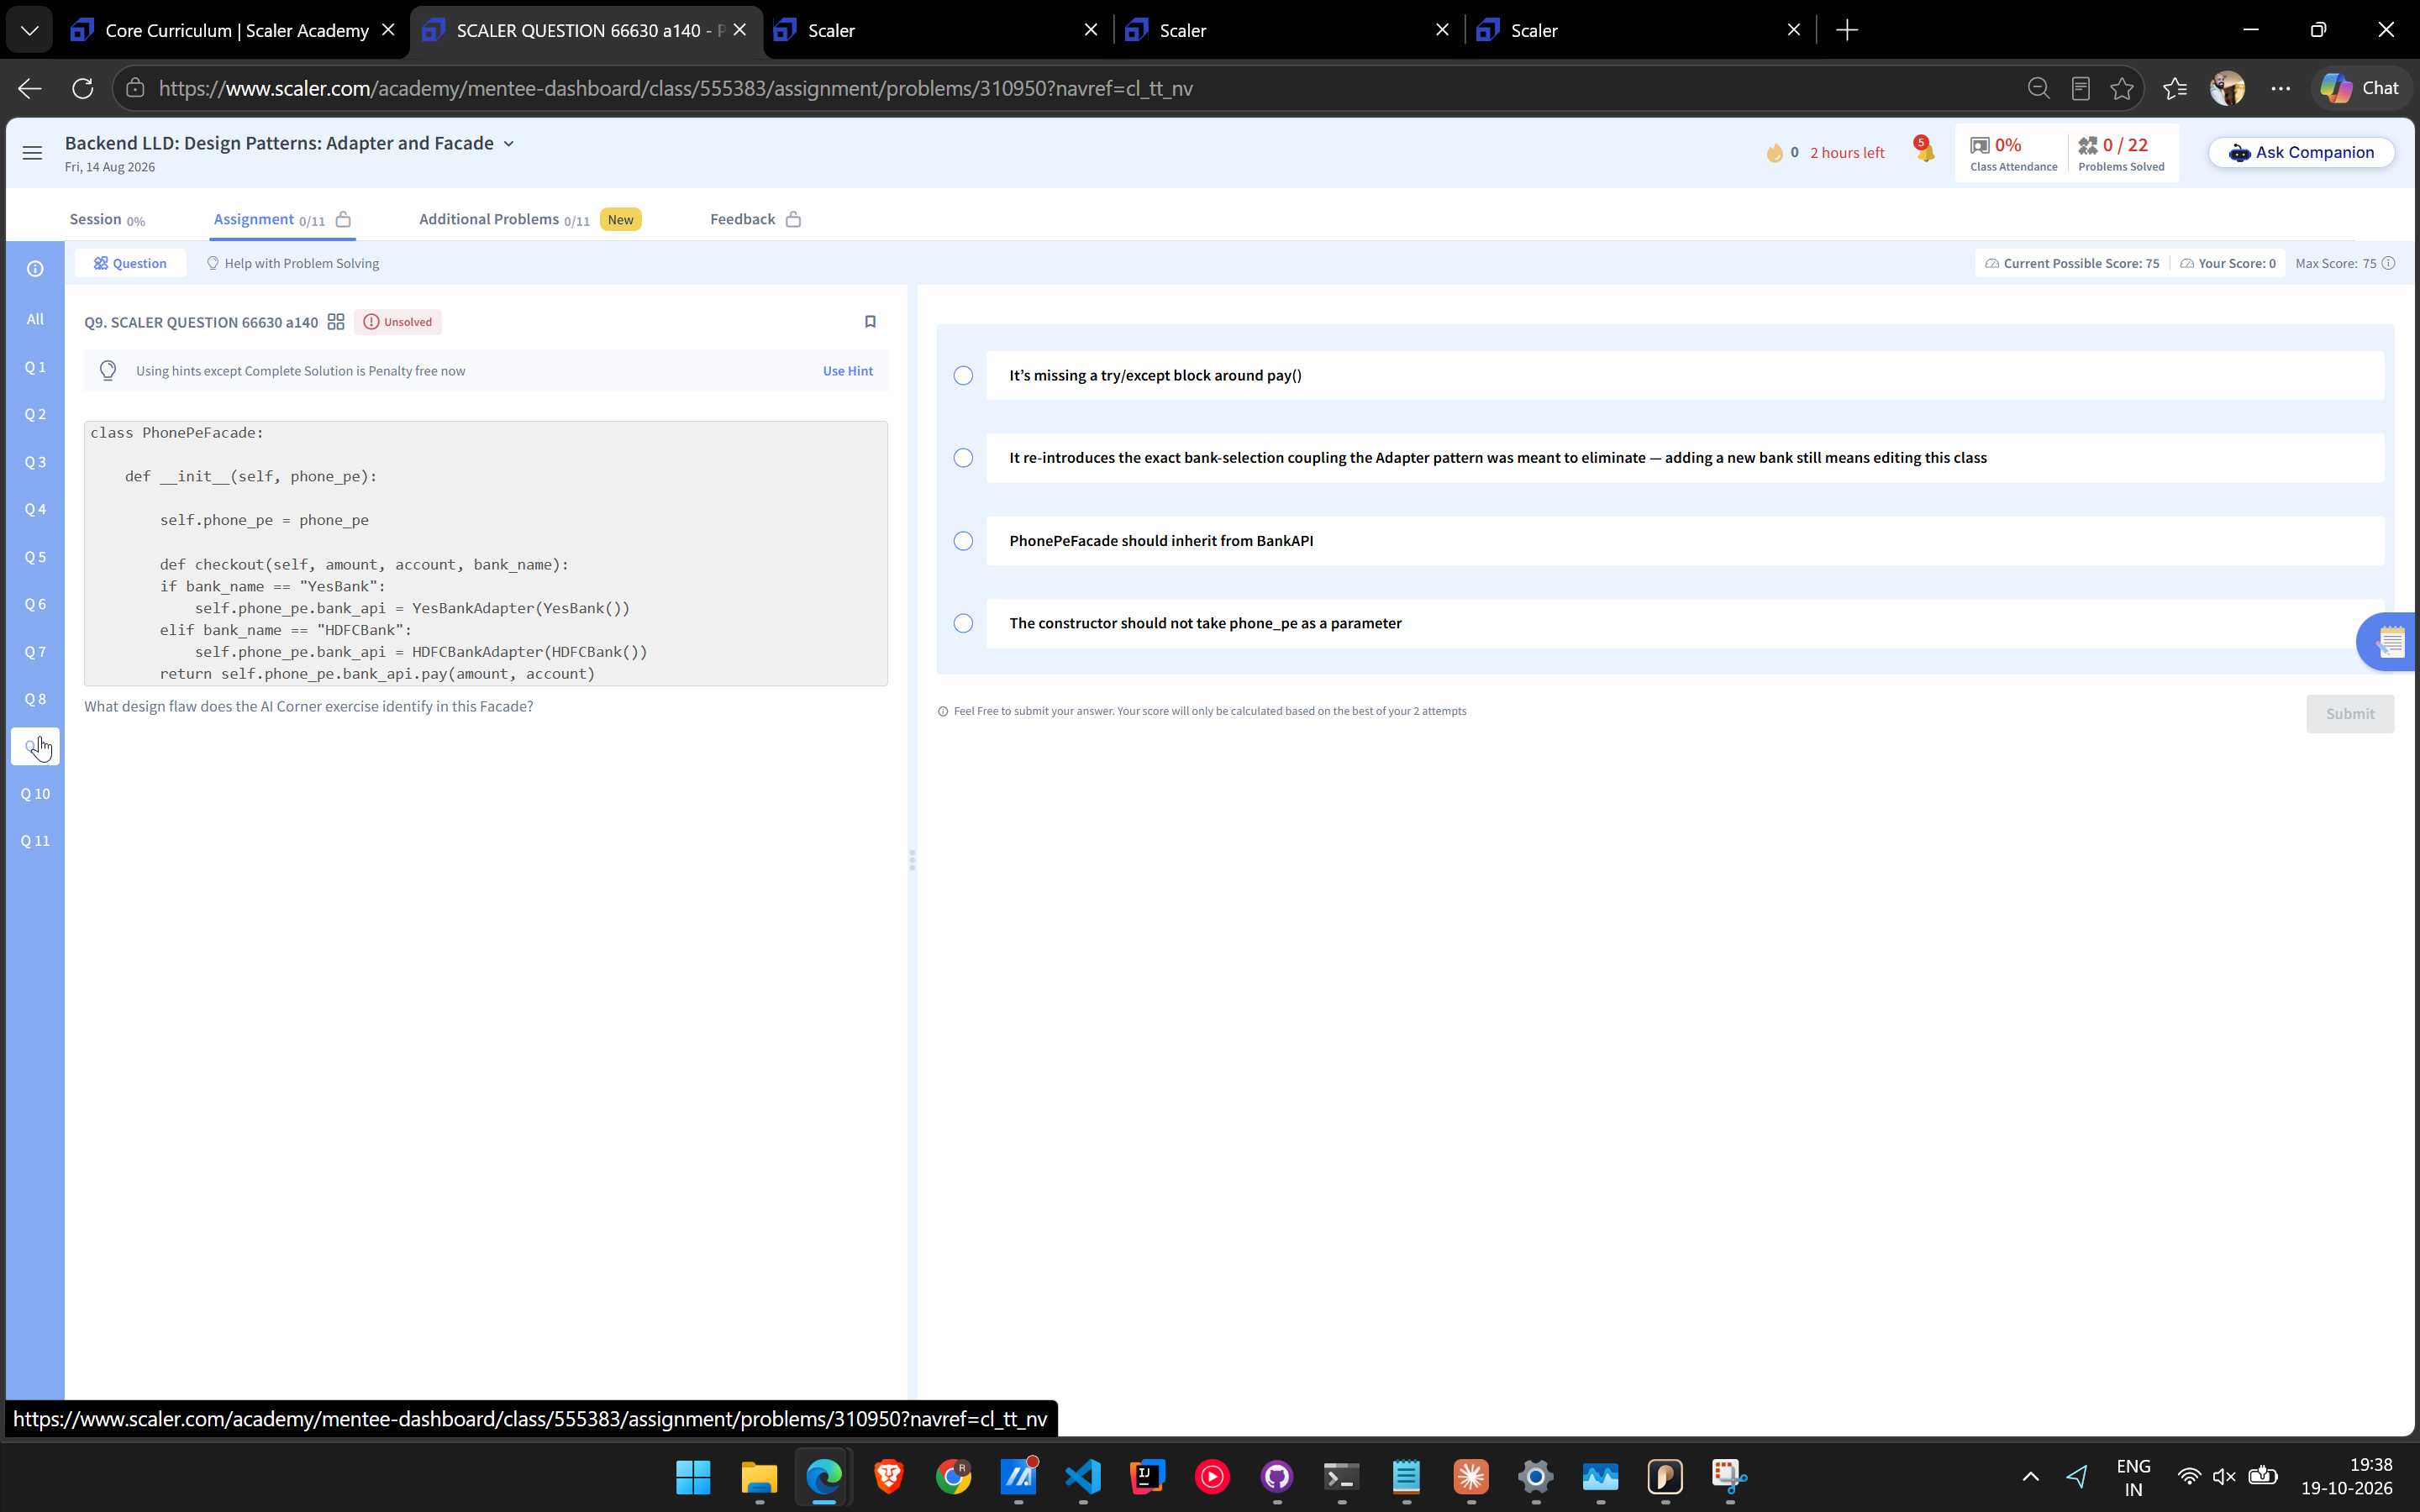 Core Curriculum | Scaler Academy
SCALER QUESTION 66630 a140 - P
Scaler
Scaler
Scaler
https://www.scaler.com/academy/mentee-dashboard/class/555383/assignment/problems/310950?navref=cl_tt_nv
Chat
Backend LLD: Design Patterns: Adapter and Facade
Fri, 14 Aug 2026
0 2 hours left
5
0%
Class Attendance
0 / 22
Problems Solved
Ask Companion
Session 0%
Assignment 0/11
Additional Problems 0/11 New
Feedback
Question
Help with Problem Solving
Current Possible Score: 75
Your Score: 0
Max Score: 75
All
Q 1
Q 2
Q 3
Q 4
Q 5
Q 6
Q 7
Q 8
Q 10
Q 11
Q9. SCALER QUESTION 66630 a140
Unsolved
Using hints except Complete Solution is Penalty free now
Use Hint
class PhonePeFacade:
def __init__(self, phone_pe):
self.phone_pe = phone_pe
def checkout(self, amount, account, bank_name):
if bank_name == "YesBank":
self.phone_pe.bank_api = YesBankAdapter(YesBank())
elif bank_name == "HDFCBank":
self.phone_pe.bank_api = HDFCBankAdapter(HDFCBank())
return self.phone_pe.bank_api.pay(amount, account)
What design flaw does the AI Corner exercise identify in this Facade?
It’s missing a try/except block around pay()
It re-introduces the exact bank-selection coupling the Adapter pattern was meant to eliminate — adding a new bank still means editing this class
PhonePeFacade should inherit from BankAPI
The constructor should not take phone_pe as a parameter
Feel Free to submit your answer. Your score will only be calculated based on the best of your 2 attempts
Submit
https://www.scaler.com/academy/mentee-dashboard/class/555383/assignment/problems/310950?navref=cl_tt_nv
R
IJ
ENG
IN
19:38
19-10-2026